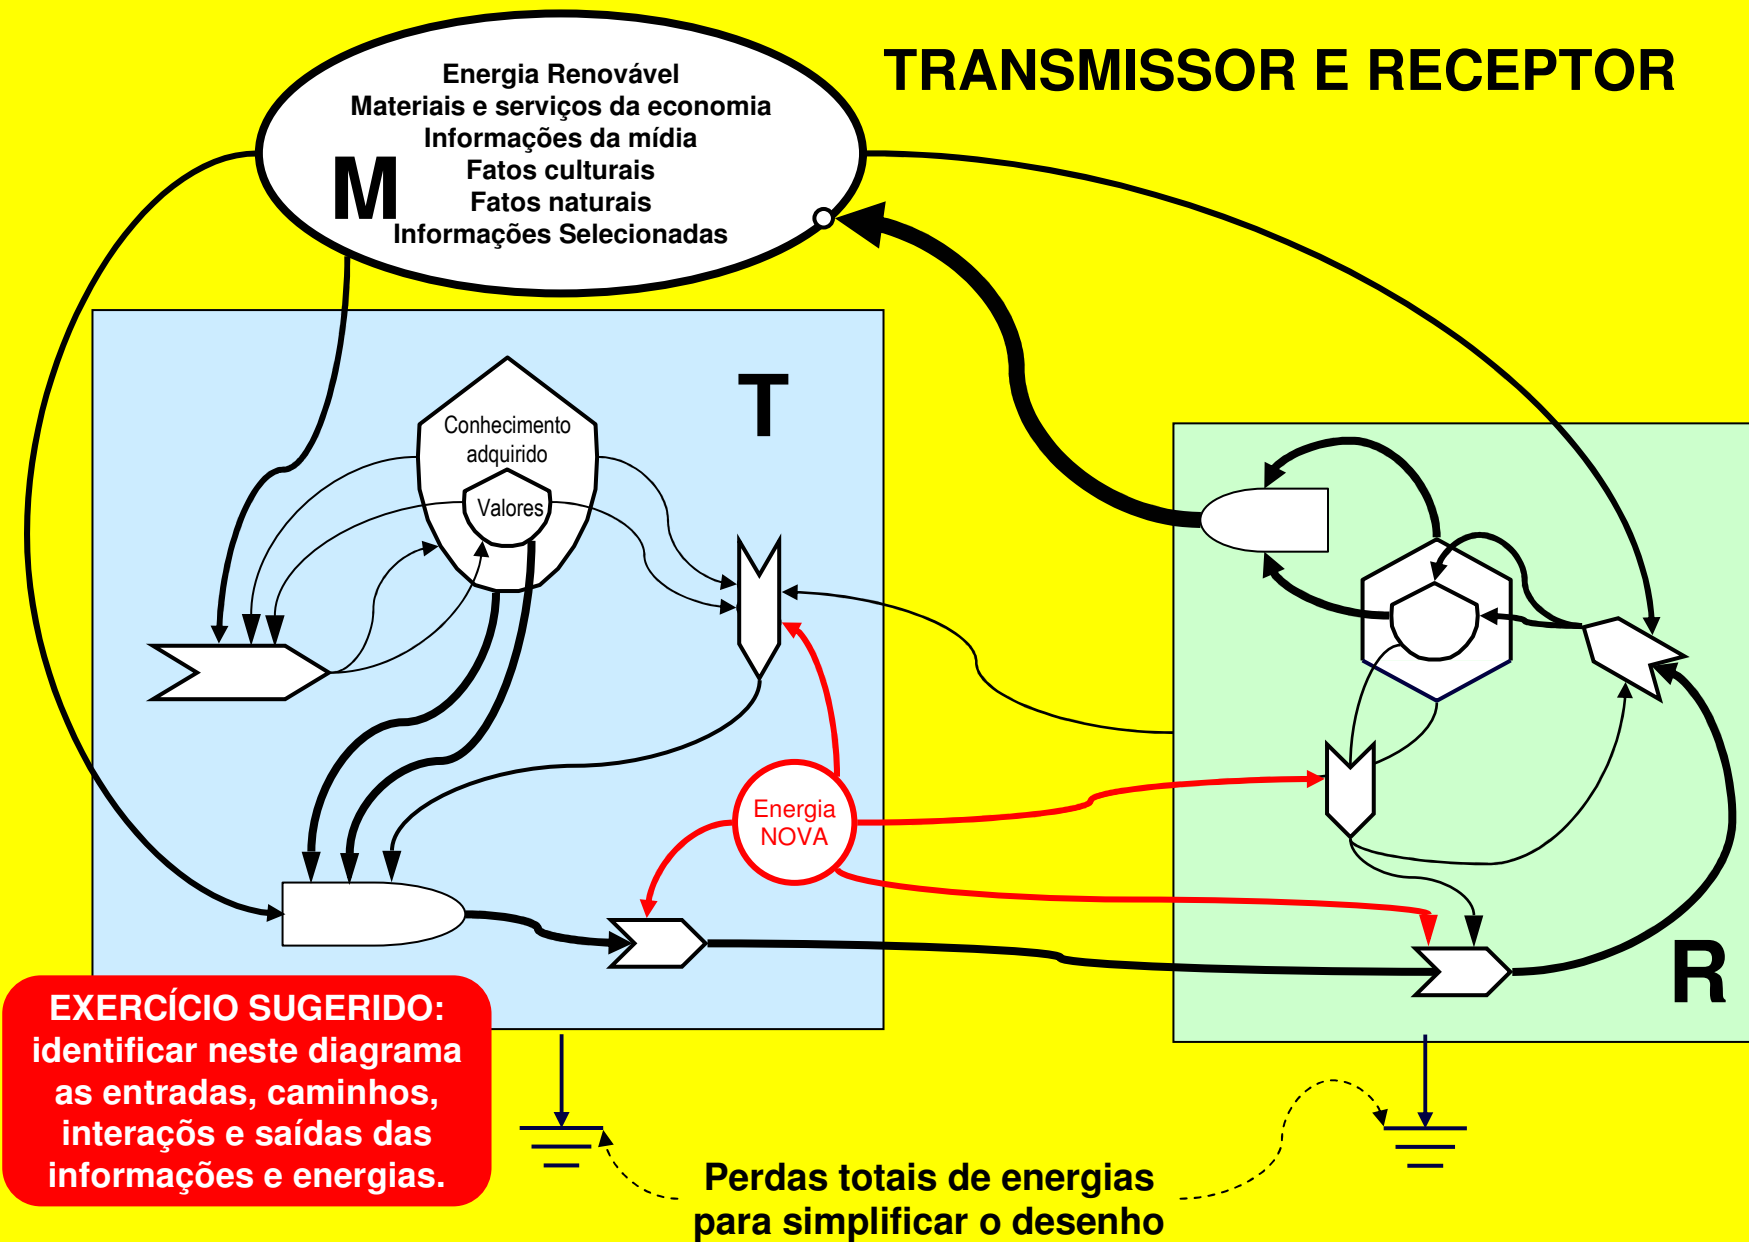 TRANSMISSOR E RECEPTOR
Energia Renovável
Materiais e serviços da economia
Informações da mídia
M
Fatos culturais
Fatos naturais
Informações Selecionadas
T
Conhecimento
adquirido
Valores
Energia
NOVA
R
EXERCÍCIO SUGERIDO:
identificar neste diagrama
as entradas, caminhos,
interaçõs e saídas das
informações e energias.
Perdas totais de energias
para simplificar o desenho